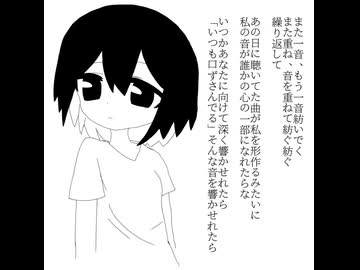 また一音、もう一音紡いでく
また重ね、音を重ねて紡ぐ紡ぐ
繰り返して
あの日に聴いてた曲が私を形作るみたいに
私の音が誰かの心の一部になれたらな
いつかあなたに向けて深く響かせれたら
「いつも口ずさんでる」そんな音を響かせれたら